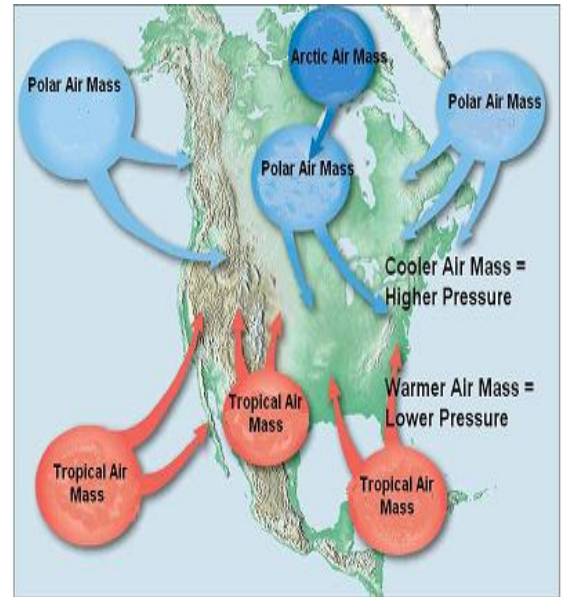 Arctic Air Mass
Polar Air Mass
Polar Air Mass
Polar Air Mass
Cooler Air Mass =
Higher Pressure
Warmer Air Mass =
Lower Pressure
Tropical Air
Mass
Tropical Air
Mass
Tropical Air
Mass